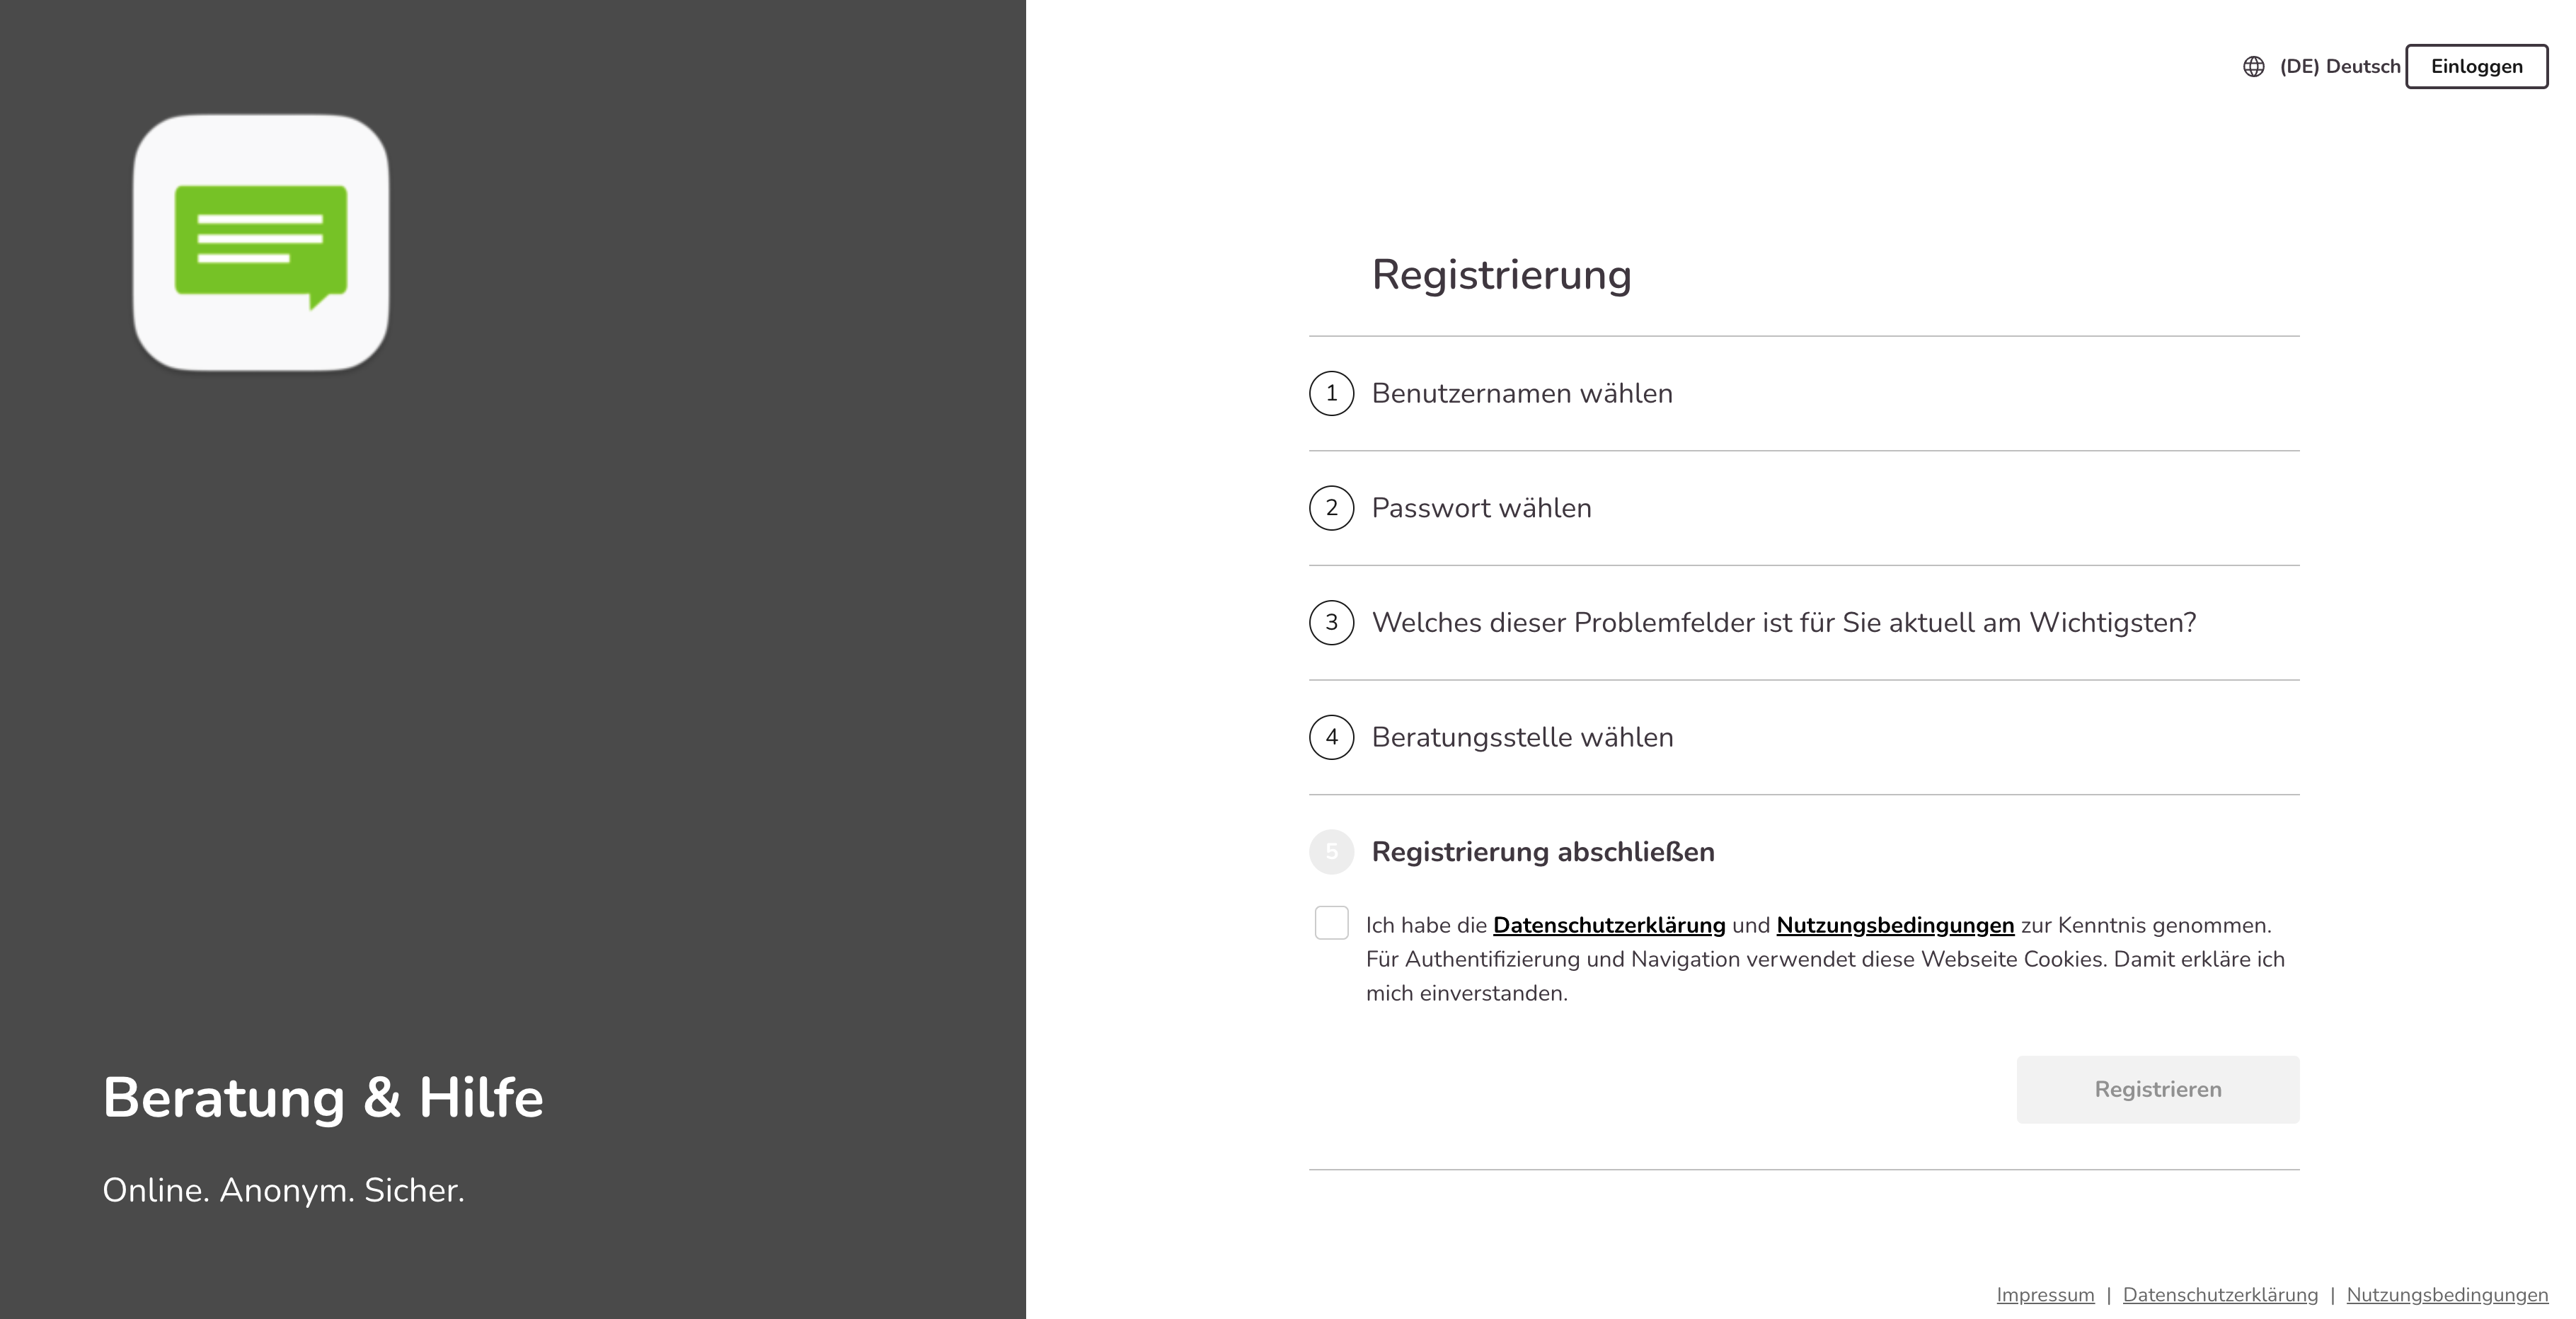 (DE) Deutsch
Einloggen
Registrierung
1 Benutzernamen wählen
2 Passwort wählen
3 Welches dieser Problemfelder ist für Sie aktuell am Wichtigsten?
4 Beratungsstelle wählen
5 Registrierung abschließen
Ich habe die Datenschutzerklärung und Nutzungsbedingungen zur Kenntnis genommen.
Für Authentifizierung und Navigation verwendet diese Webseite Cookies. Damit erkläre ich
mich einverstanden.
Registrieren
Beratung & Hilfe
Online. Anonym. Sicher.
Impressum | Datenschutzerklärung | Nutzungsbedingungen